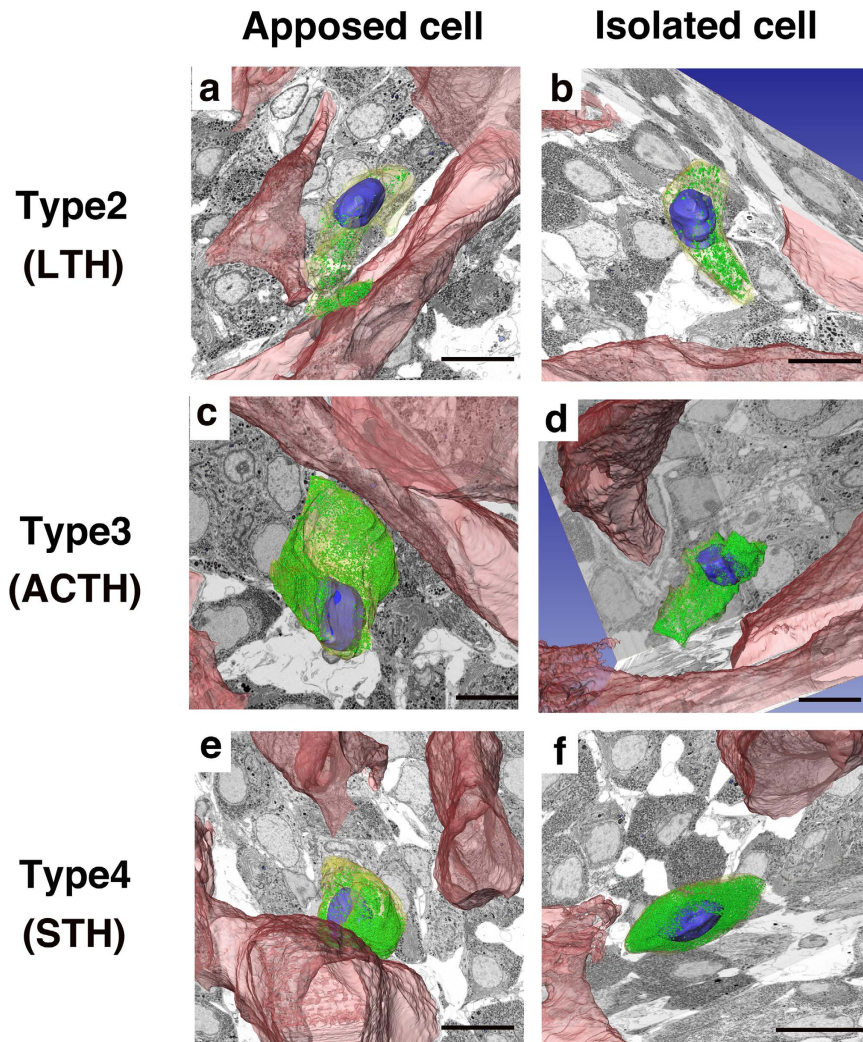 Apposed cell
Isolated cell
a
b
Type2
(LTH)
c
d
Type3
(ACTH)
e
f
Type4
(STH)